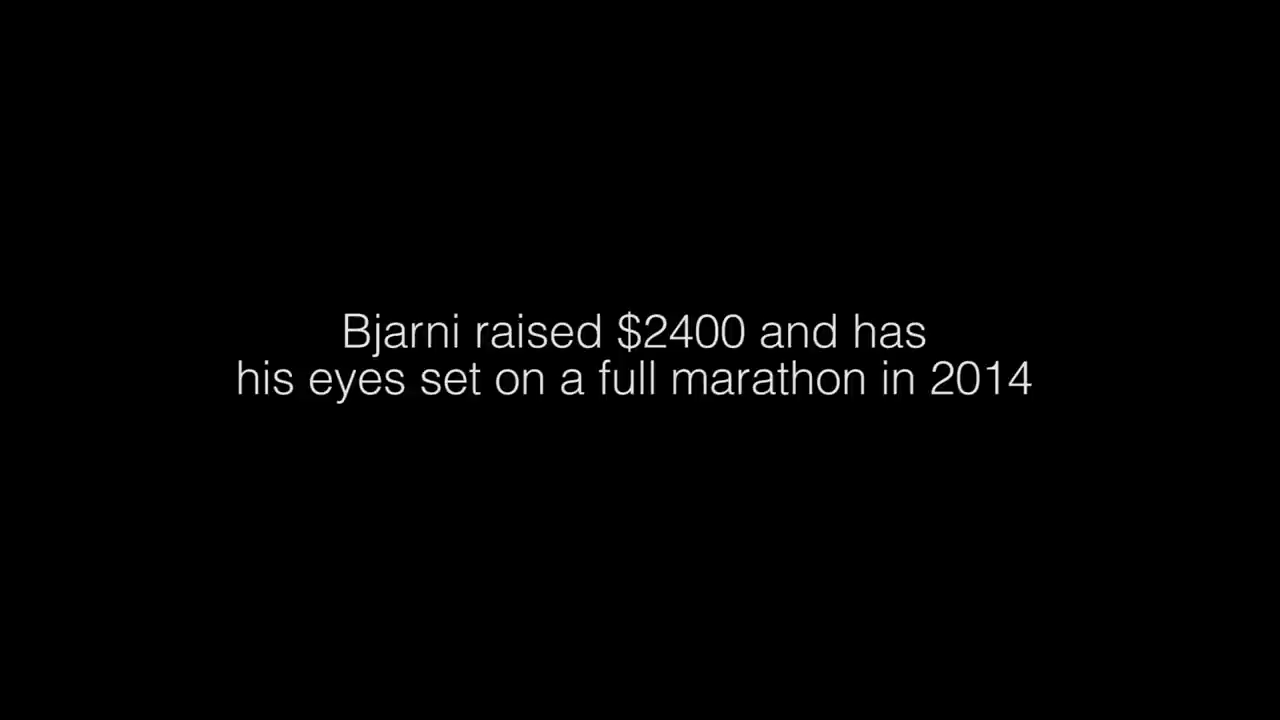 Bjarni raised $2400 and has
his eyes set on a full marathon in 2014